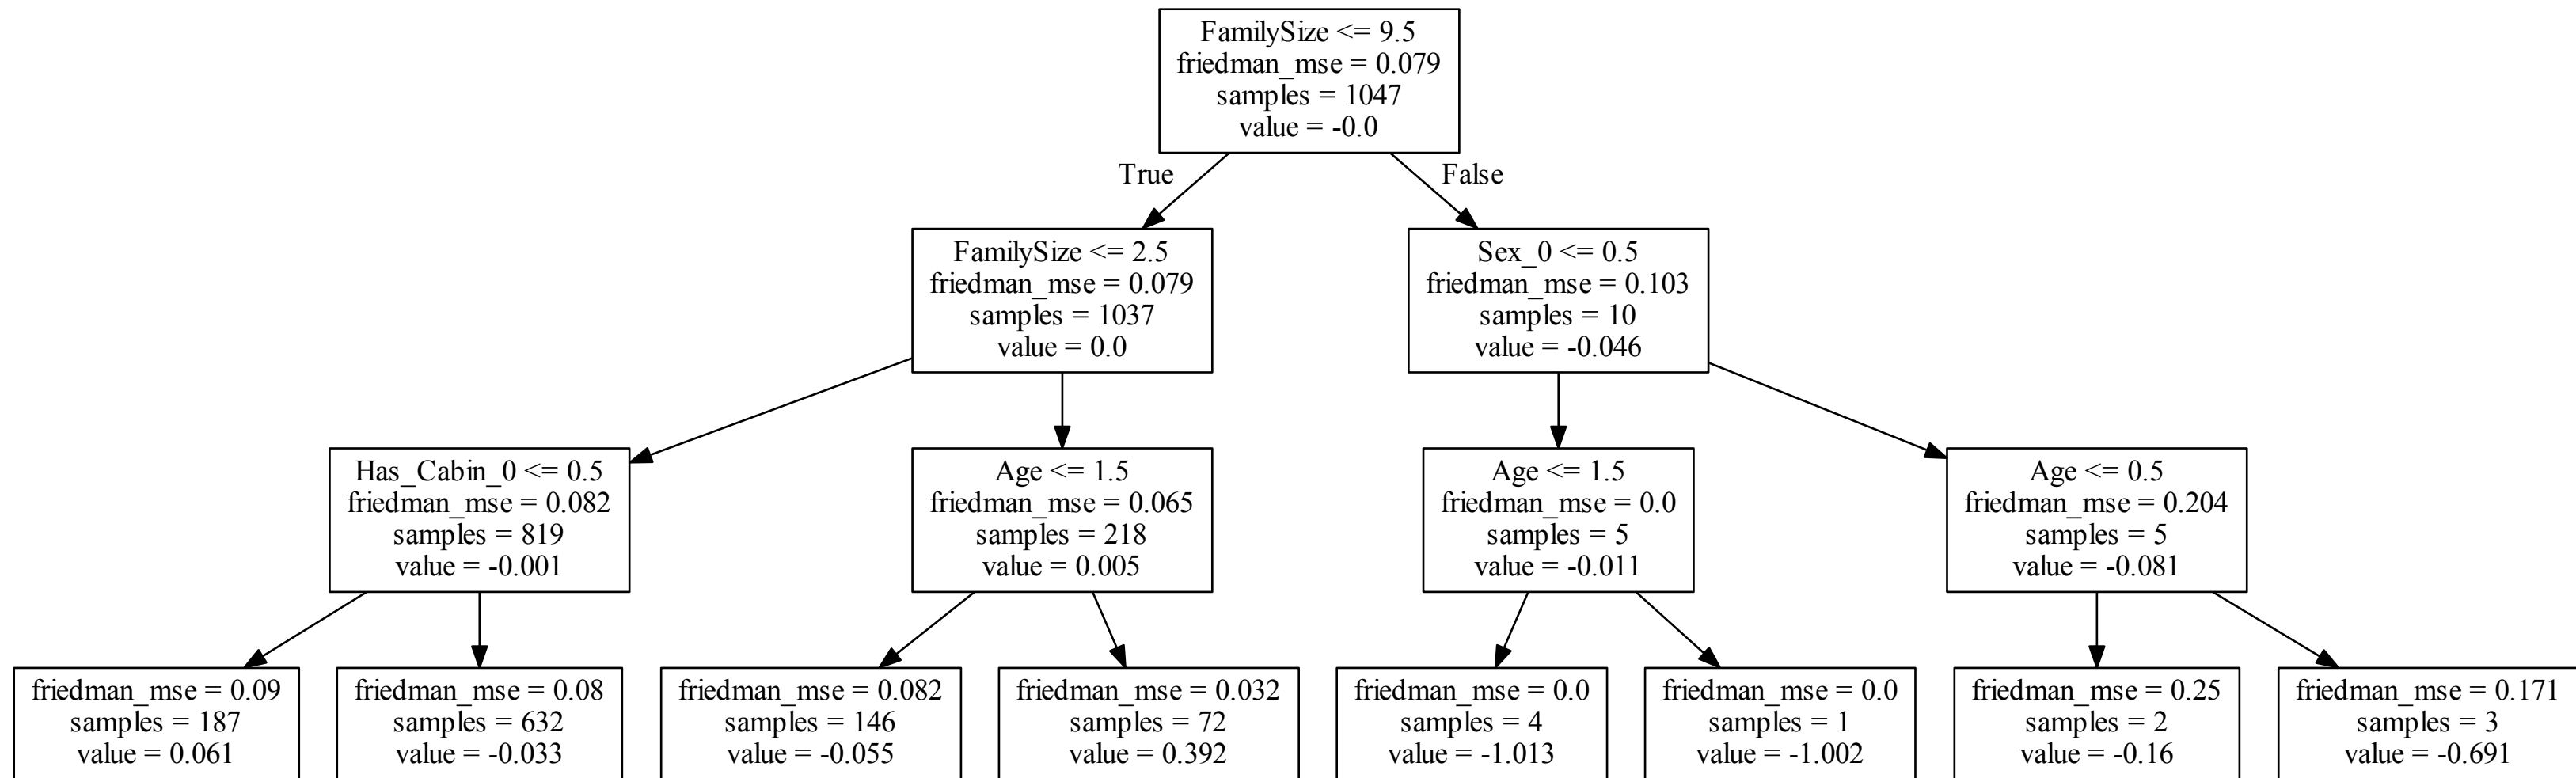 FamilySize <= 9.5
friedman_mse = 0.079
samples = 1047
value = -0.0
True
False
FamilySize <= 2.5
friedman_mse = 0.079
samples = 1037
value = 0.0
Sex_0 <= 0.5
friedman_mse = 0.103
samples = 10
value = -0.046
Has_Cabin_0 <= 0.5
friedman_mse = 0.082
samples = 819
value = -0.001
Age <= 1.5
friedman_mse = 0.065
samples = 218
value = 0.005
Age <= 1.5
friedman_mse = 0.0
samples = 5
value = -0.011
Age <= 0.5
friedman_mse = 0.204
samples = 5
value = -0.081
friedman_mse = 0.09
samples = 187
value = 0.061
friedman_mse = 0.08
samples = 632
value = -0.033
friedman_mse = 0.082
samples = 146
value = -0.055
friedman_mse = 0.032
samples = 72
value = 0.392
friedman_mse = 0.0
samples = 4
value = -1.013
friedman_mse = 0.0
samples = 1
value = -1.002
friedman_mse = 0.25
samples = 2
value = -0.16
friedman_mse = 0.171
samples = 3
value = -0.691